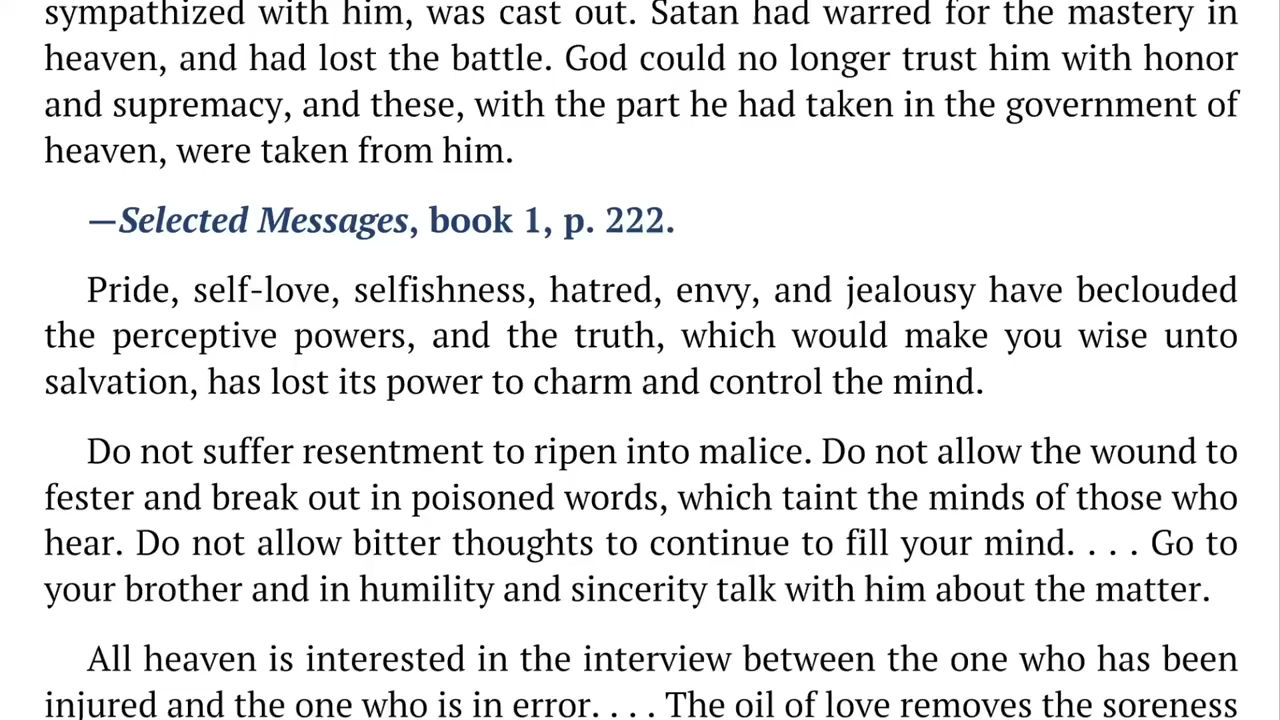 sympathized with him, was cast out. Satan had warred for the mastery in
heaven, and had lost the battle. God could no longer trust him with honor
and supremacy, and these, with the part he had taken in the government of
heaven, were taken from him.
—Selected Messages, book 1, p. 222.
Pride, self-love, selfishness, hatred, envy, and jealousy have beclouded
the perceptive powers, and the truth, which would make you wise unto
salvation, has lost its power to charm and control the mind.
Do not suffer resentment to ripen into malice. Do not allow the wound to
fester and break out in poisoned words, which taint the minds of those who
hear. Do not allow bitter thoughts to continue to fill your mind. . . . Go to
your brother and in humility and sincerity talk with him about the matter.
All heaven is interested in the interview between the one who has been
injured and the one who is in error. . . . The oil of love removes the soreness